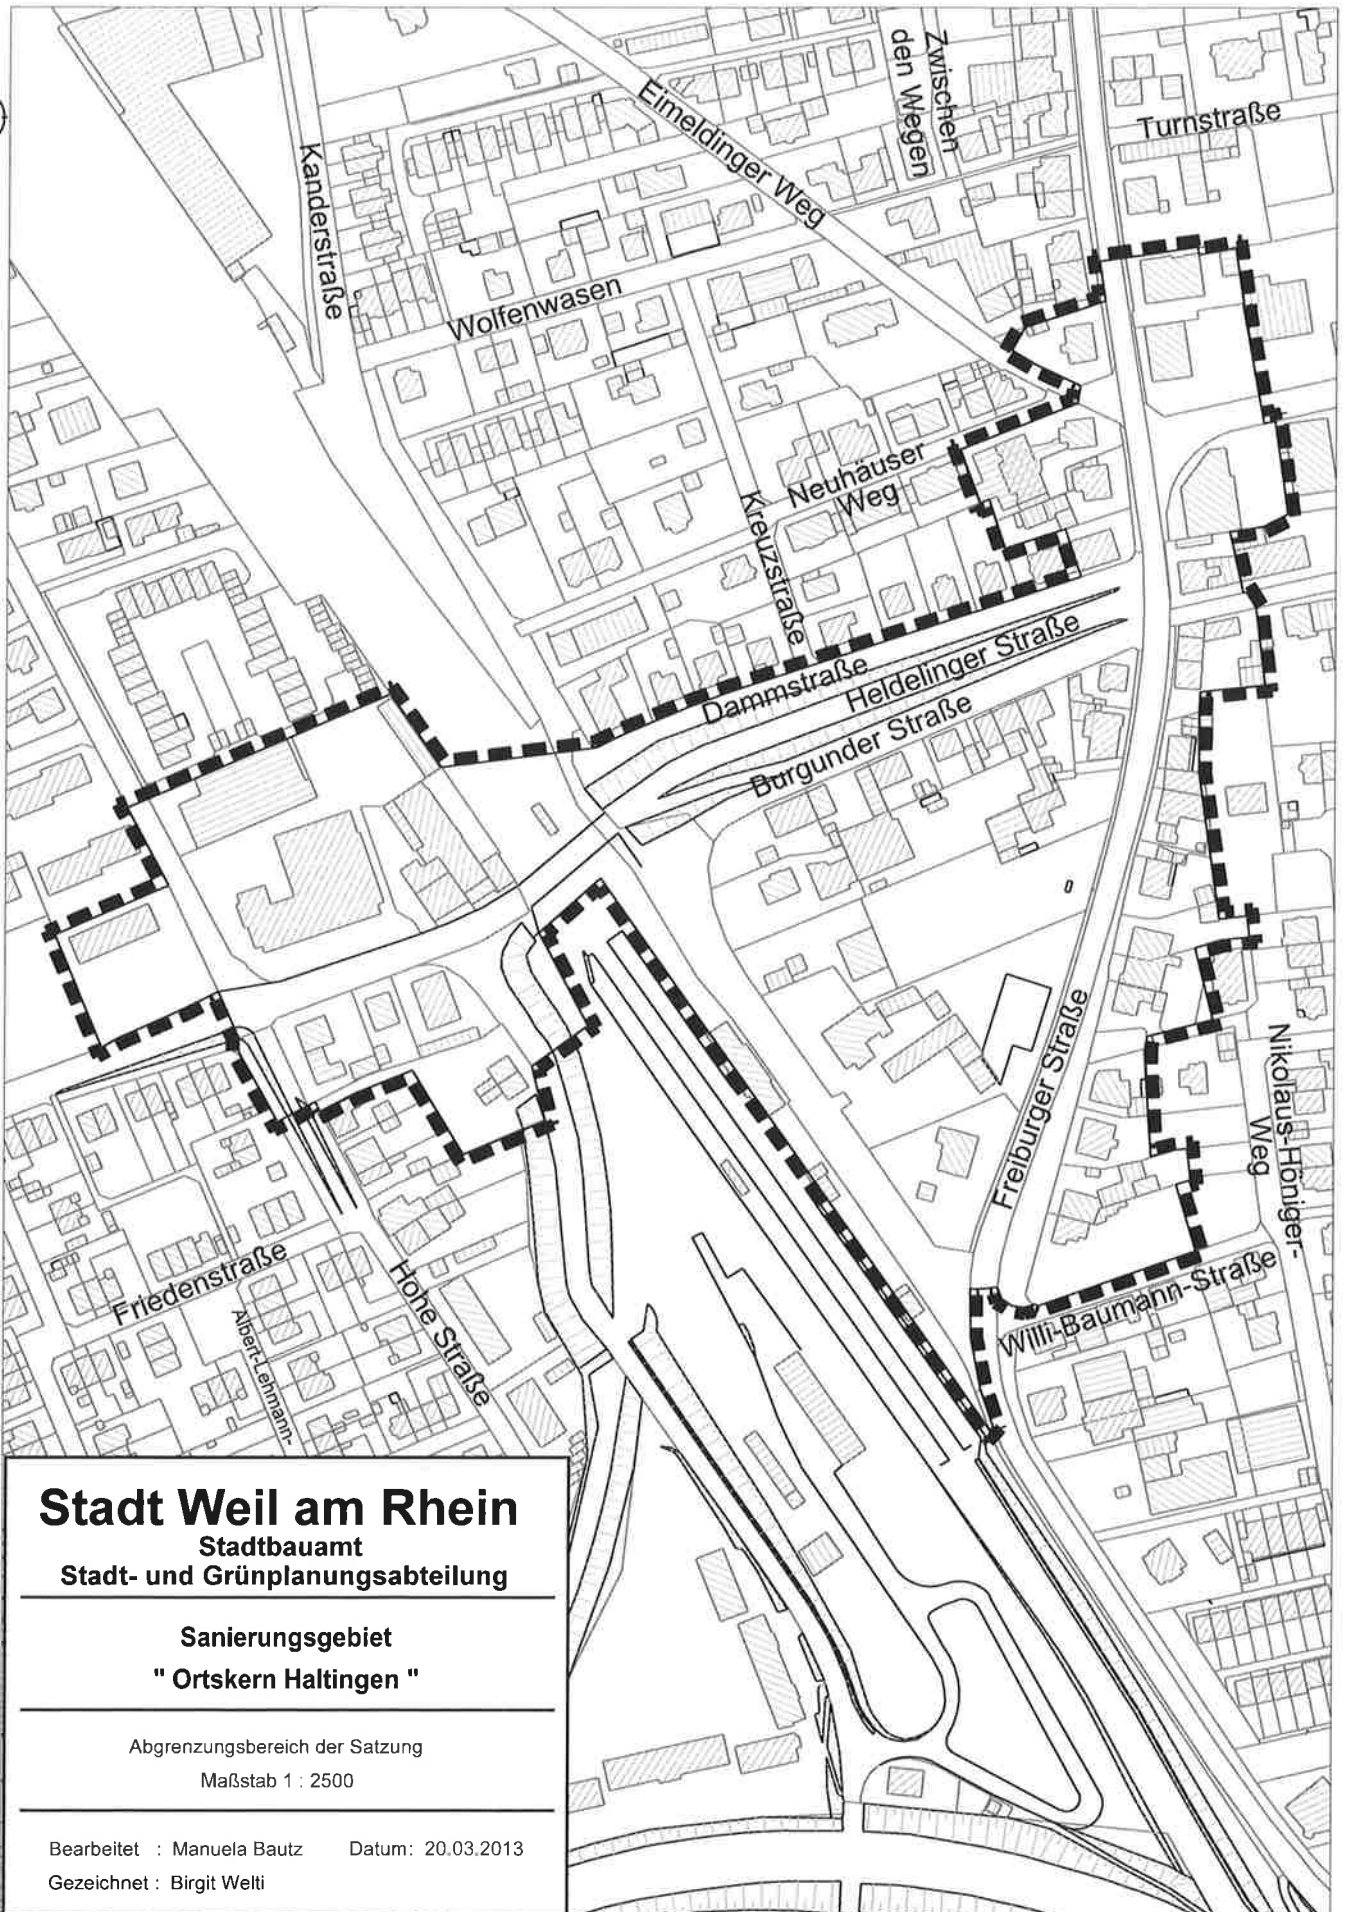 Zwischen
den Wegen
Turnstraße
Eimeldinger Weg
Kanderstraße
Wolfenwasen
Neuhäuser
Weg
Kreuzstraße
Dammstraße
Heldelinger Straße
Burgunder Straße
Freiburger Straße
Nikolaus-Höniger-
Weg
Willi-Baumann-Straße
Friedenstraße
Hohe Straße
Albert-Lehmann-
Stadt Weil am Rhein
Stadtbauamt
Stadt- und Grünplanungsabteilung
Sanierungsgebiet
" Ortskern Haltingen "
Abgrenzungsbereich der Satzung
Maßstab 1 : 2500
Bearbeitet : Manuela Bautz Datum: 20.03.2013
Gezeichnet : Birgit Welti